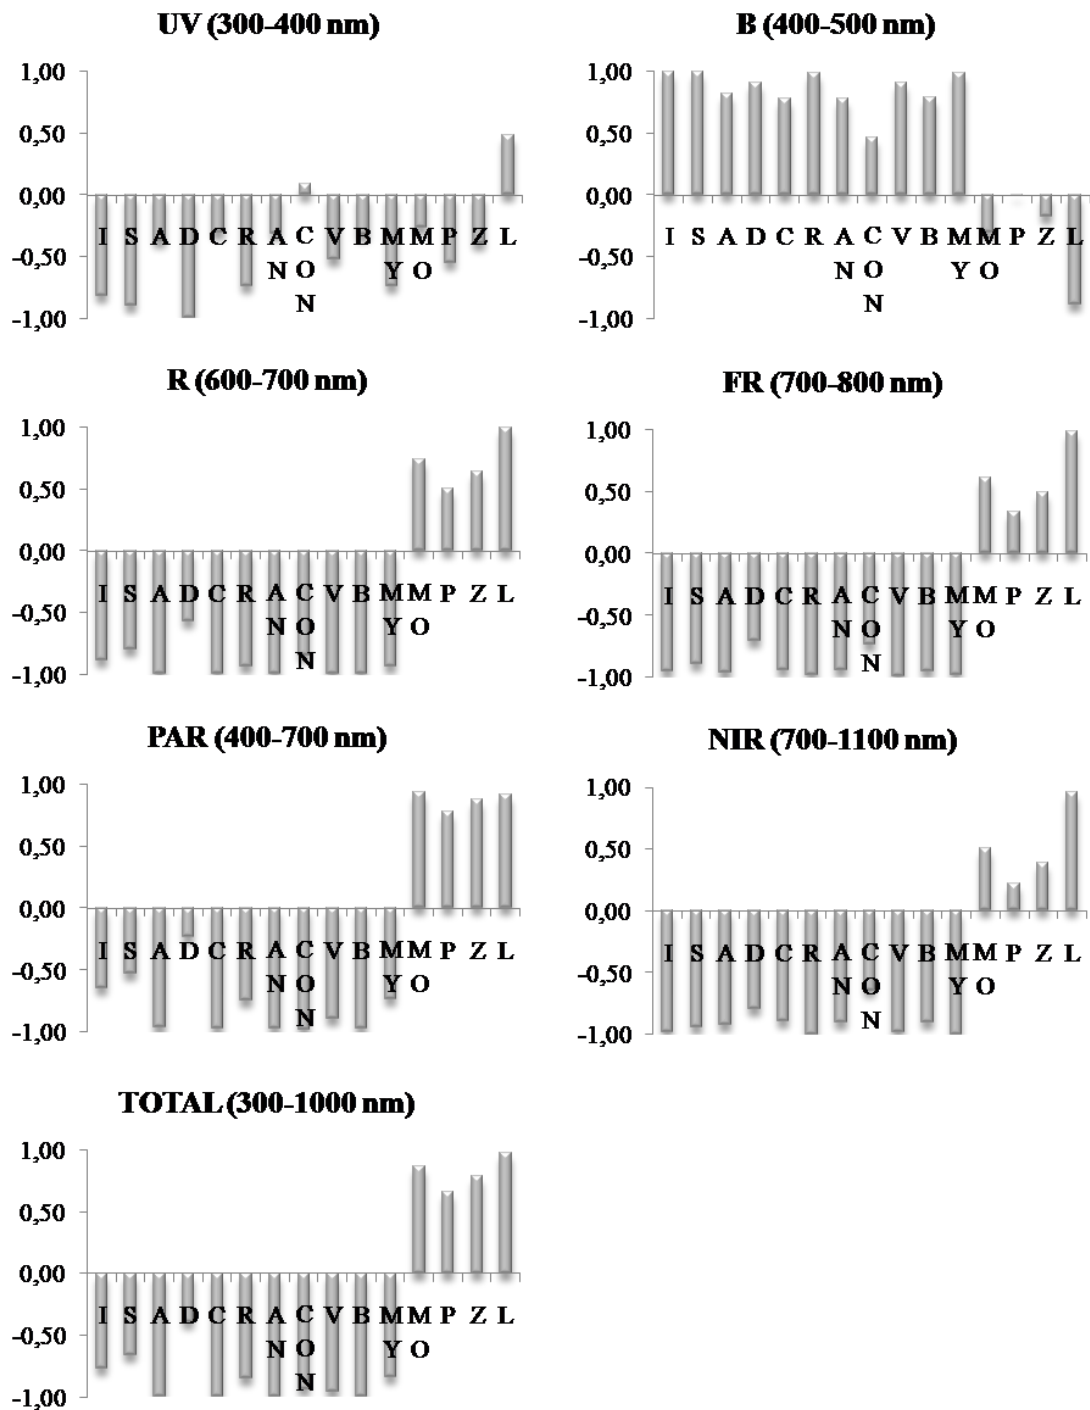 UV (300-400 nm)
1,00
0,50
0,00
-0,50
-1,00
I S A D C R A C V B M M P Z L
N O Y O
N
B (400-500 nm)
1,00
0,50
0,00
-0,50
-1,00
I S A D C R A C V B M M P Z L
N O Y O
N
R (600-700 nm)
1,00
0,50
0,00
-0,50
-1,00
I S A D C R A C V B M M P Z L
N O Y O
N
FR (700-800 nm)
1,00
0,50
0,00
-0,50
-1,00
I S A D C R A C V B M M P Z L
N O Y O
N
PAR (400-700 nm)
1,00
0,50
0,00
-0,50
-1,00
I S A D C R A C V B M M P Z L
N O Y O
N
NIR (700-1100 nm)
1,00
0,50
0,00
-0,50
-1,00
I S A D C R A C V B M M P Z L
N O Y O
N
TOTAL (300-1000 nm)
1,00
0,50
0,00
-0,50
-1,00
I S A D C R A C V B M M P Z L
N O Y O
N